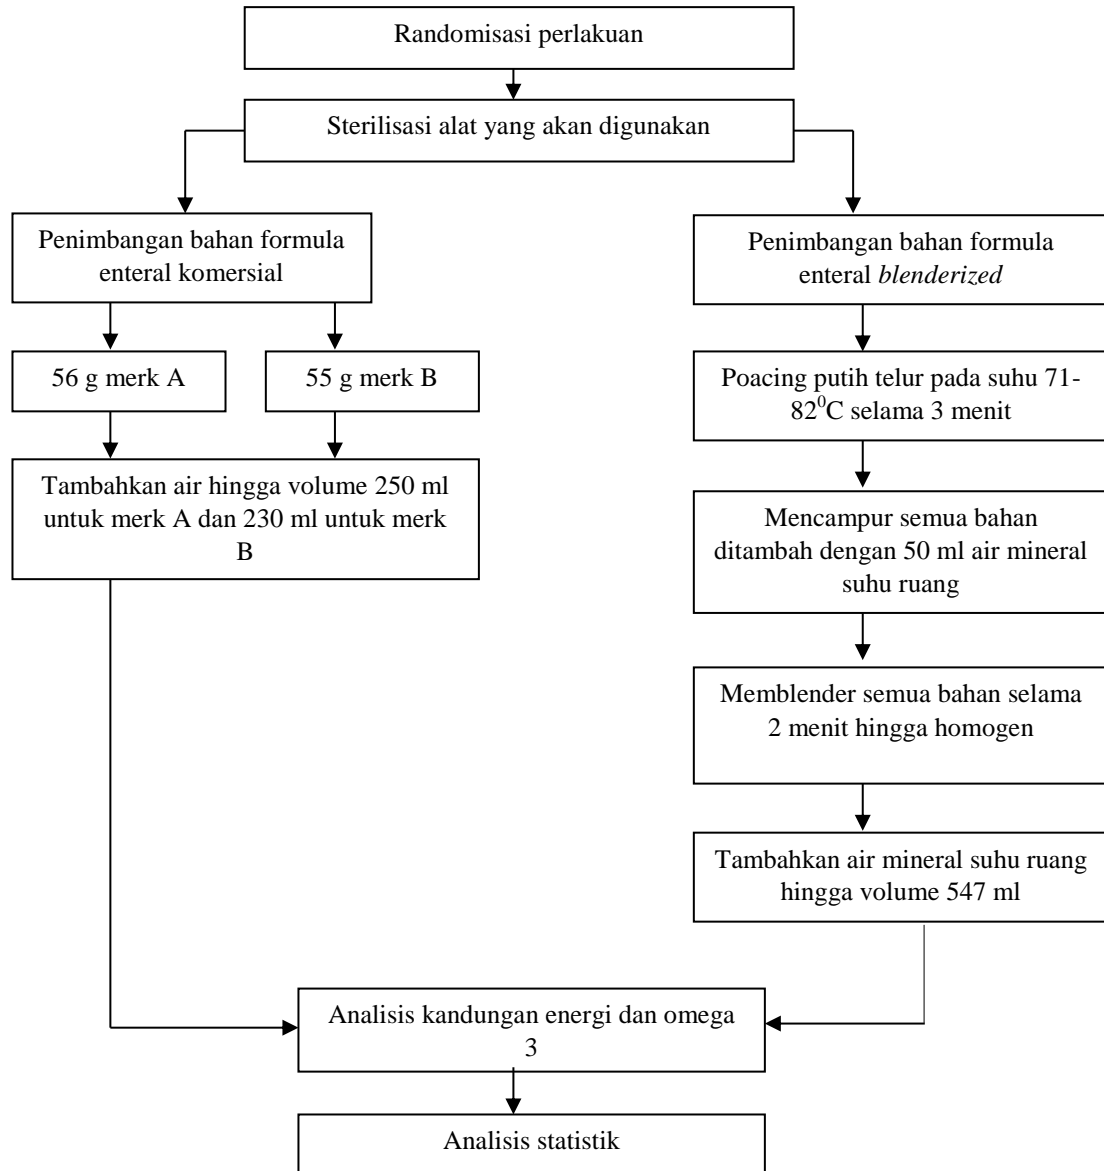 Randomisasi perlakuan
Sterilisasi alat yang akan digunakan
Penimbangan bahan formula
enteral komersial
56 g merk A
55 g merk B
Tambahkan air hingga volume 250 ml
untuk merk A dan 230 ml untuk merk
B
Penimbangan bahan formula
enteral blenderized
Poacing putih telur pada suhu 71-
82⁰C selama 3 menit
Mencampur semua bahan
ditambah dengan 50 ml air mineral
suhu ruang
Memblender semua bahan selama
2 menit hingga homogen
Tambahkan air mineral suhu ruang
hingga volume 547 ml
Analisis kandungan energi dan omega
3
Analisis statistik